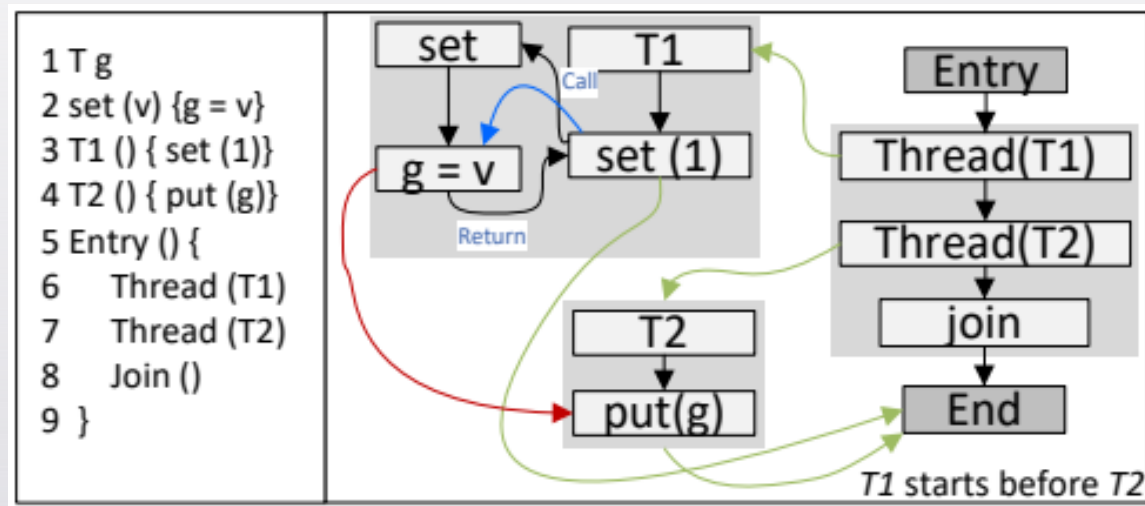 1 T g
2 set (v) {g = v}
3 T1 () { set (1)}
4 T2 () { put (g)}
5 Entry () {
6 Thread (T1)
7 Thread (T2)
8 Join ()
9 }
set
T1
Call
g = v
set (1)
Return
T2
put(g)
Entry
Thread(T1)
Thread(T2)
join
End
T1 starts before T2